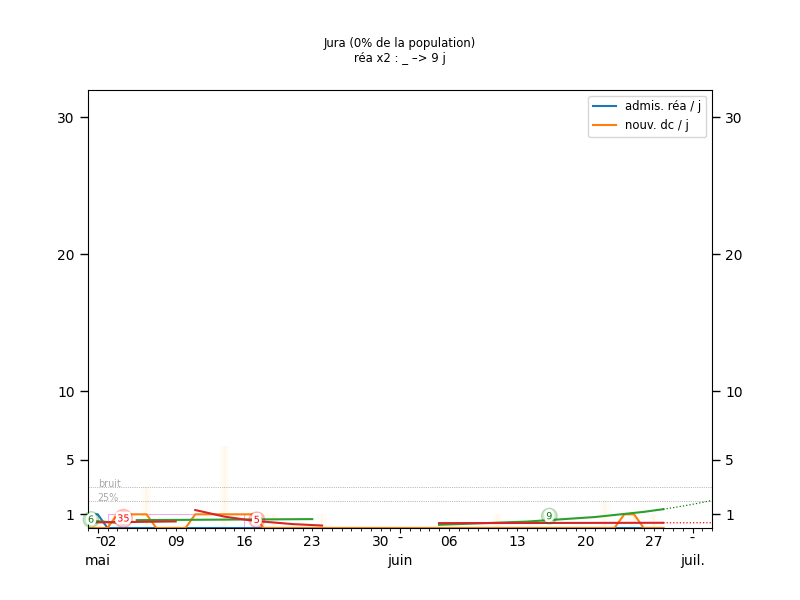 Jura (0% de la population)
réa x2 : _ –> 9 j
admis. réa / j
nouv. dc / j
30 30
20 20
10 10
5 5
bruit
25%
1 1
6 35 5 9
02 09 16 23 30 - 06 13 20 27 -
mai juin juil.